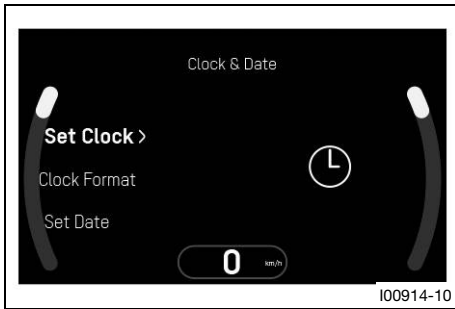 Clock & Date
Set Clock >
Clock Format
Set Date
0 km/h
I00914-10